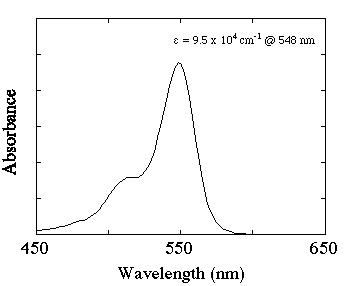 ε = 9.5 x 10⁴ cm⁻¹ @ 548 nm
Absorbance
450
550
650
Wavelength (nm)